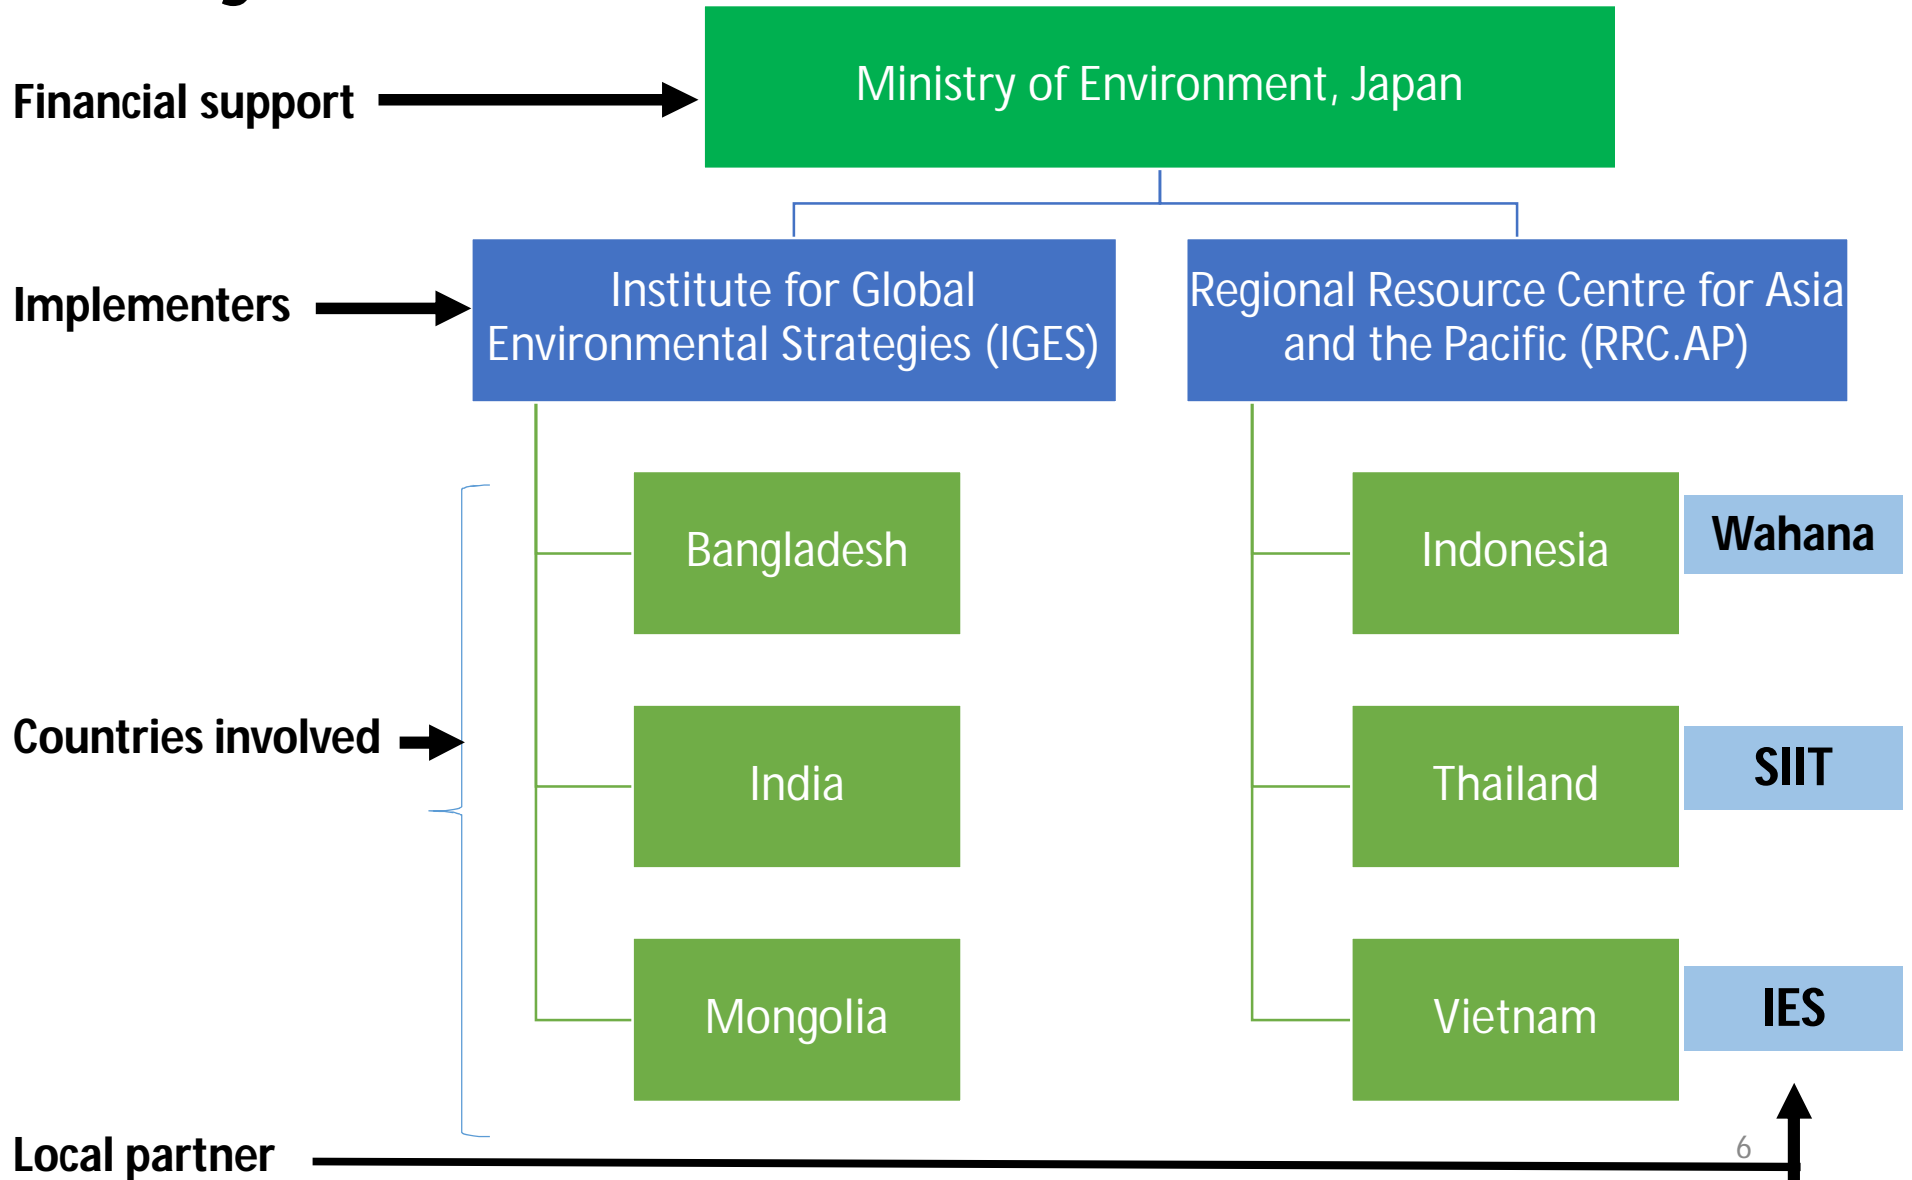 Financial support
Ministry of Environment, Japan
Implementers
Institute for Global
Environmental Strategies (IGES)
Regional Resource Centre for Asia
and the Pacific (RRC.AP)
Bangladesh
Indonesia
Wahana
Countries involved
India
Thailand
SIIT
Mongolia
Vietnam
IES
Local partner
6